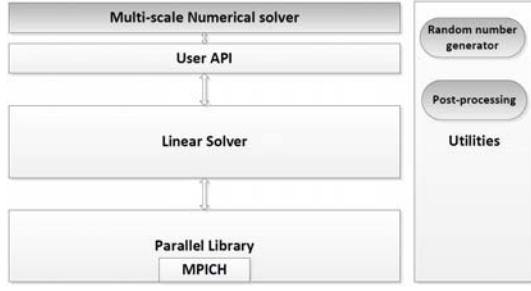 Multi-scale Numerical solver
User API
Linear Solver
Parallel Library
MPICH
Random number
generator
Post-processing
Utilities